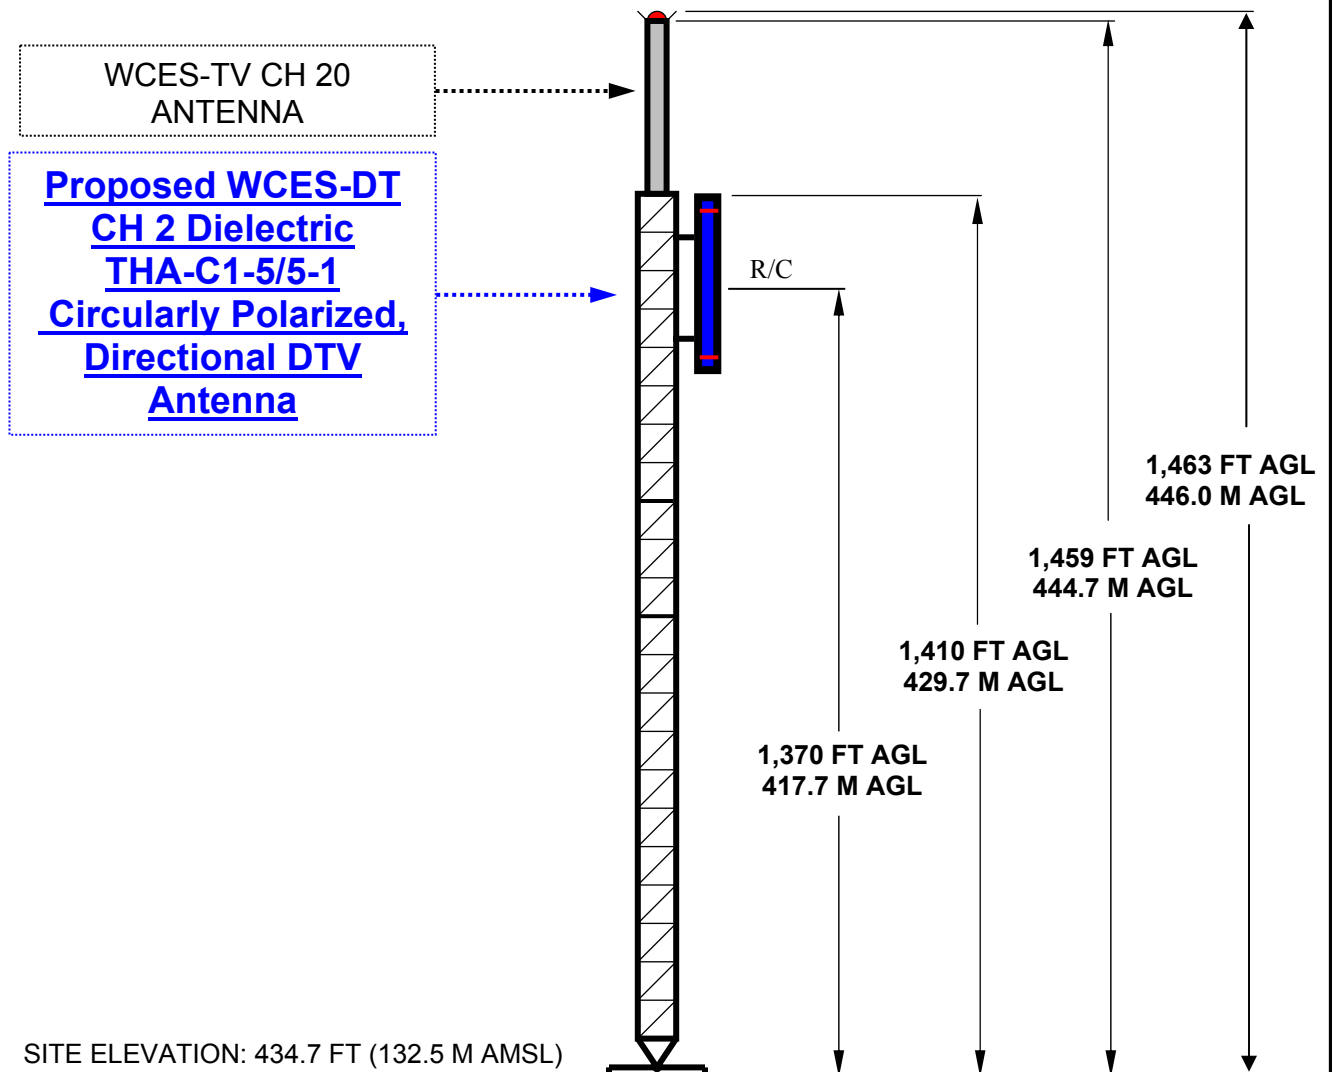 WCES-TV CH 20
ANTENNA
Proposed WCES-DT
CH 2 Dielectric
THA-C1-5/5-1
Circularly Polarized,
Directional DTV
Antenna
R/C
1,463 FT AGL
446.0 M AGL
1,459 FT AGL
444.7 M AGL
1,410 FT AGL
429.7 M AGL
1,370 FT AGL
417.7 M AGL
SITE ELEVATION: 434.7 FT (132.5 M AMSL)